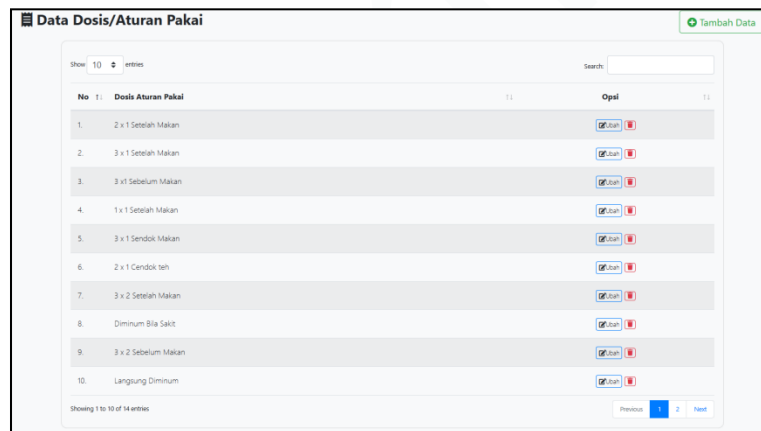 Data Dosis/Aturan Pakai
Tambah Data
Show 10 entries
Search:
No Dosis Aturan Pakai Opsi
1. 2 x 1 Setelah Makan Ubah
2. 3 x 1 Setelah Makan Ubah
3. 3 x1 Sebelum Makan Ubah
4. 1 x 1 Setelah Makan Ubah
5. 3 x 1 Sendok Makan Ubah
6. 2 x 1 Cendok teh Ubah
7. 3 x 2 Setelah Makan Ubah
8. Diminum Bila Sakit Ubah
9. 3 x 2 Sebelum Makan Ubah
10. Langsung Diminum Ubah
Showing 1 to 10 of 14 entries
Previous 1 2 Next